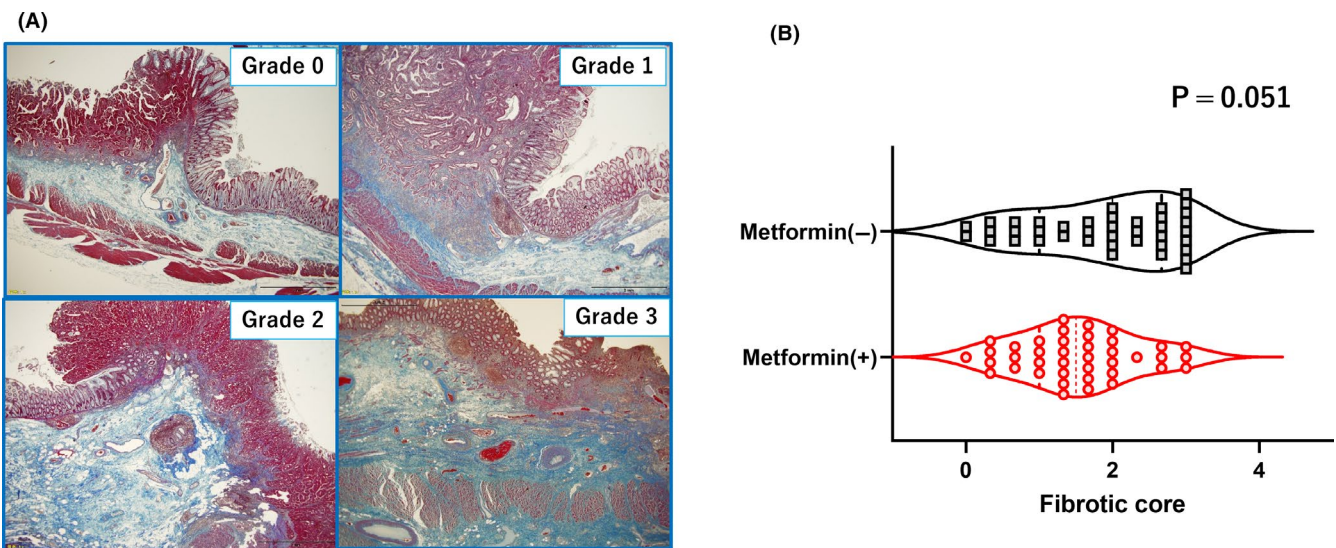 (A)
Grade 0
Grade 1
Grade 2
Grade 3
(B)
P = 0.051
Metformin(–)
Metformin(+)
0 2 4
Fibrotic core